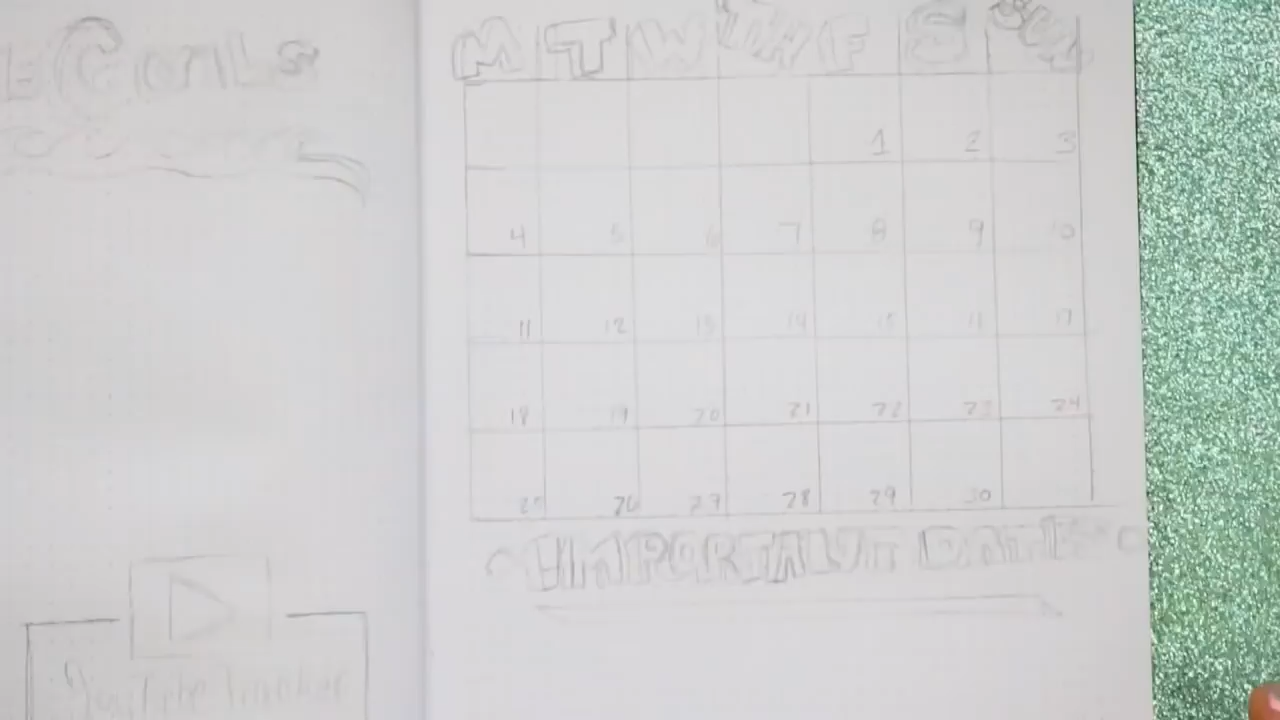 GOALS
M T W TH F S SUN
1 2 3
4 5 6 7 8 9 10
11 12 13 14 15 16 17
18 19 20 21 22 23 24
25 26 27 28 29 30
IMPORTANT DATES
YouTube Tracker